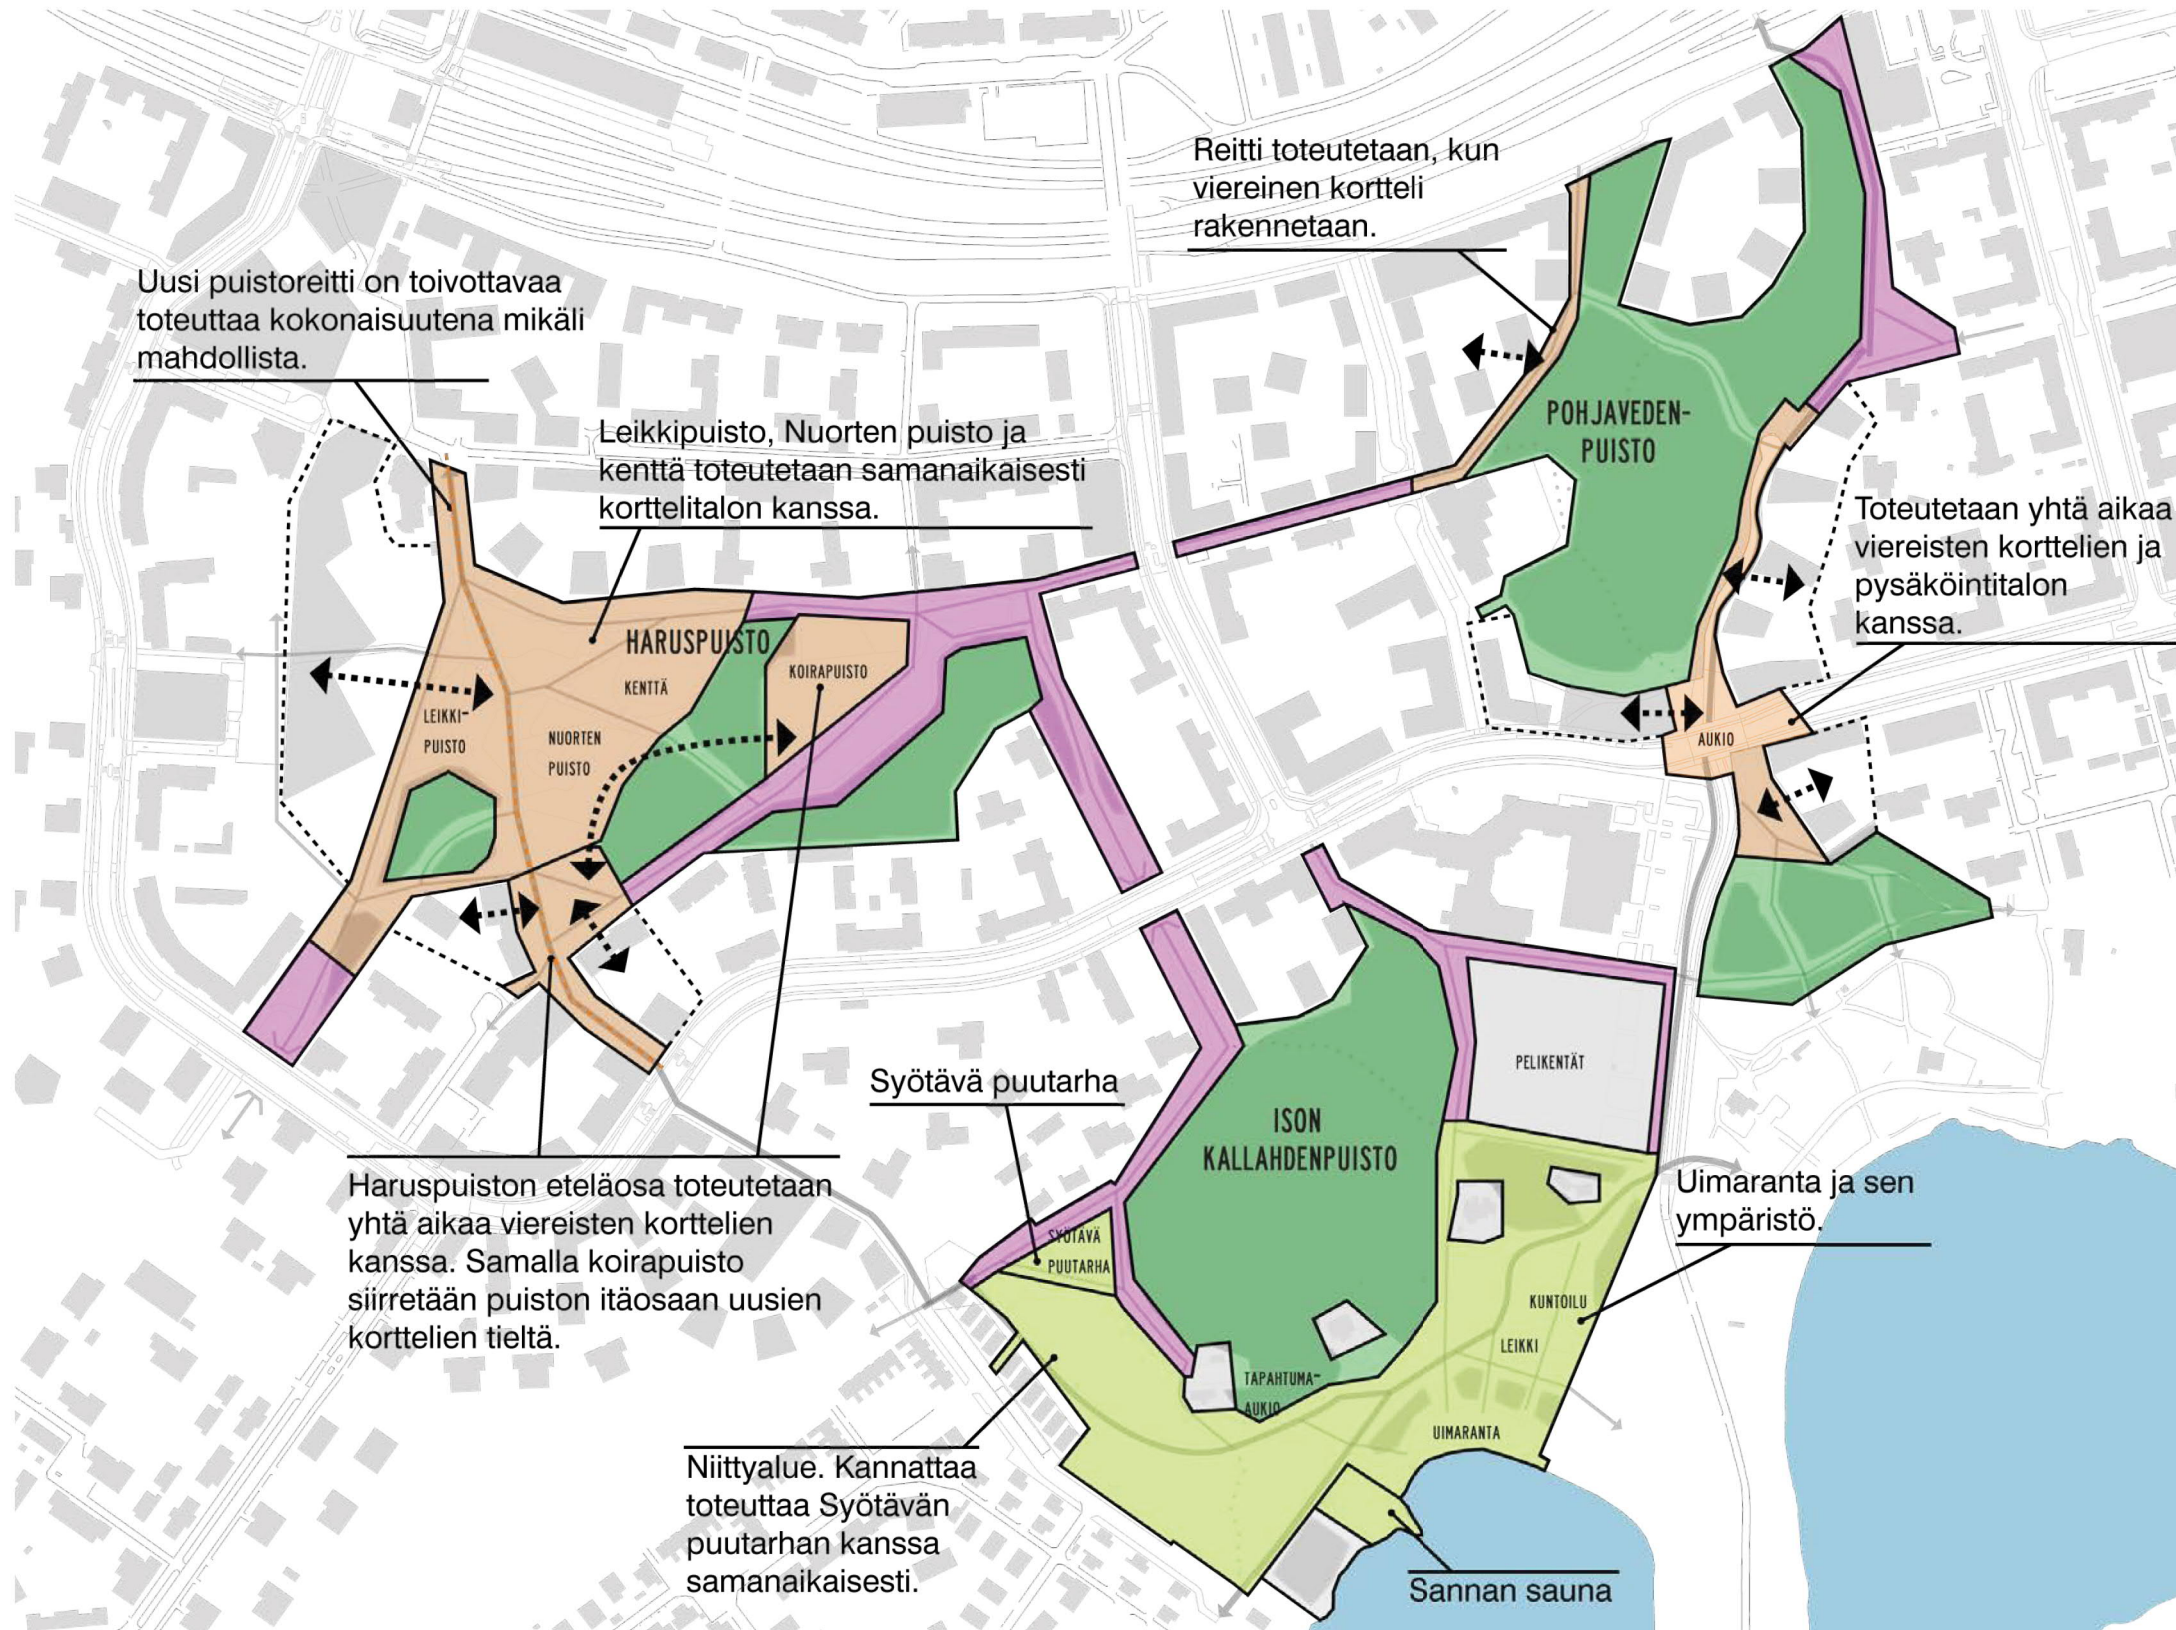 Reitti toteutetaan, kun
viereinen kortteli
rakennetaan.
Uusi puistoreitti on toivottavaa
toteuttaa kokonaisuutena mikäli
mahdollista.
Leikkipuisto, Nuorten puisto ja
kenttä toteutetaan samanaikaisesti
korttelitalon kanssa.
POHJAVEDEN-
PUISTO
Toteutetaan yhtä aikaa
viereisten korttelien ja
pysäköintitalon
kanssa.
HARUSPUISTO
KENTTÄ
KOIRAPUISTO
LEIKKI-
PUISTO
NUORTEN
PUISTO
AUKIO
PELIKENTÄT
Syötävä puutarha
ISON
KALLAHDENPUISTO
Haruspuiston eteläosa toteutetaan
yhtä aikaa viereisten korttelien
kanssa. Samalla koirapuisto
siirretään puiston itäosaan uusien
korttelien tieltä.
Uimaranta ja sen
ympäristö.
SYÖTÄVÄ
PUUTARHA
KUNTOILU
LEIKKI
TAPAHTUMA-
AUKIO
UIMARANTA
Niittyalue. Kannattaa
toteuttaa Syötävän
puutarhan kanssa
samanaikaisesti.
Sannan sauna